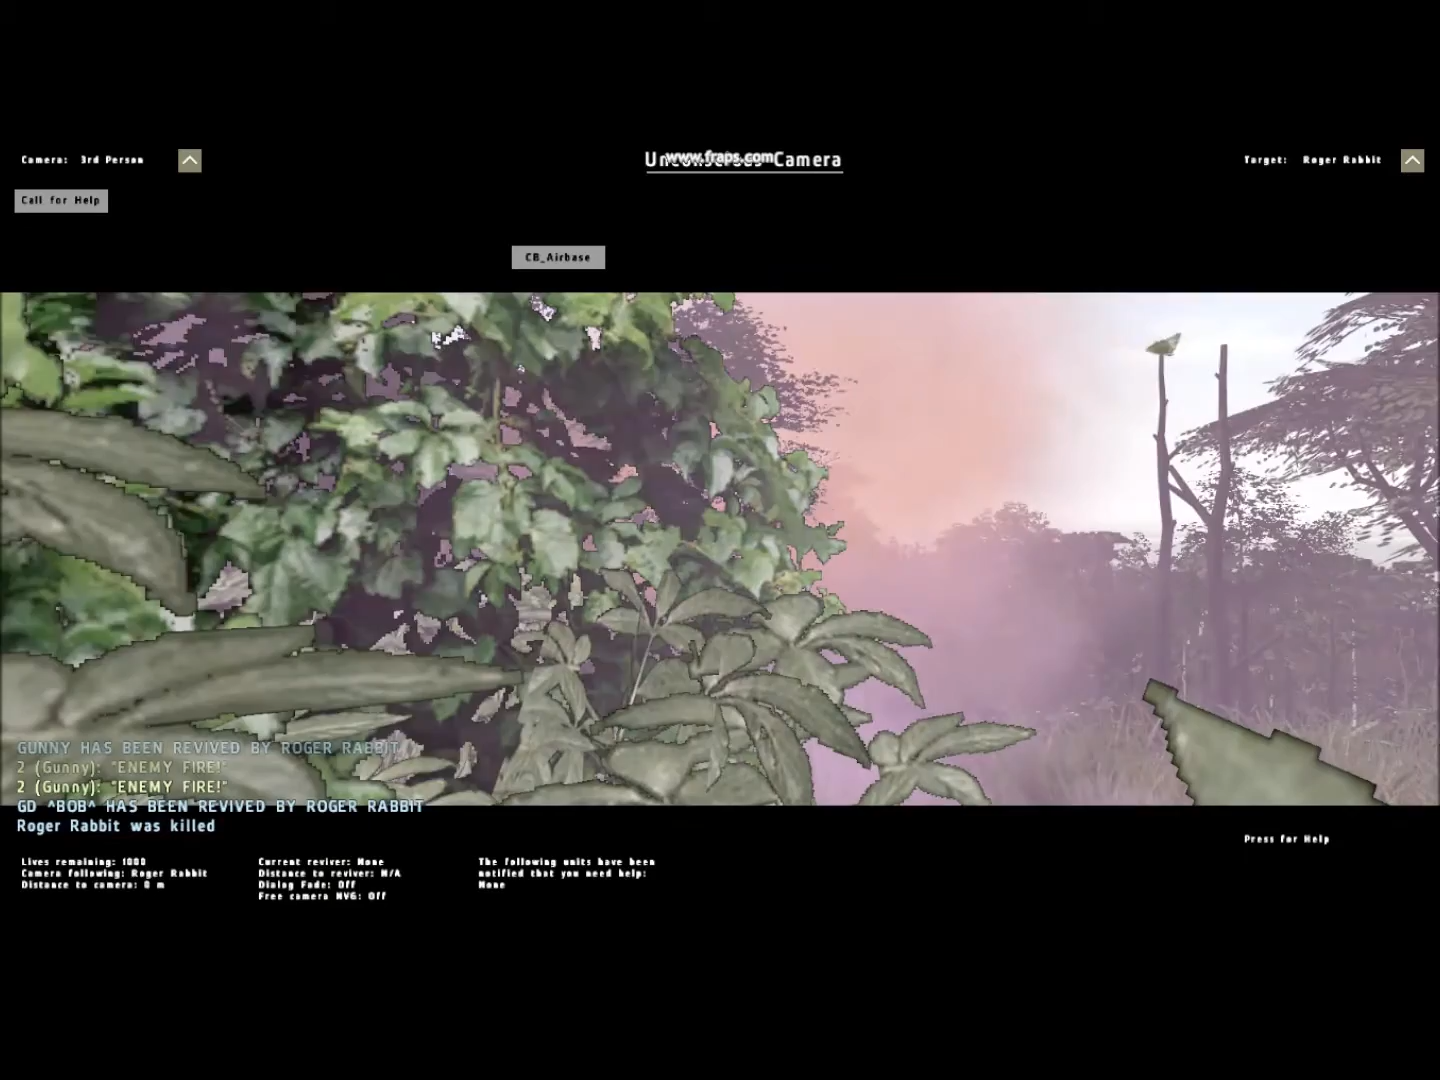 Camera: 3rd Person
www.fraps.com
Unconscious Camera
Target: Roger Rabbit
Call for Help
CB_Airbase
GUNNY HAS BEEN REVIVED BY ROGER RABBIT
2 (Gunny): "ENEMY FIRE!"
2 (Gunny): "ENEMY FIRE!"
GD ^BOB^ HAS BEEN REVIVED BY ROGER RABBIT
Roger Rabbit was killed
Press for Help
Lives remaining: 1000
Camera following: Roger Rabbit
Distance to camera: 0 m
Current reviver: None
Distance to reviver: N/A
Dialog Fade: Off
Free camera NVG: Off
The following units have been
notified that you need help:
None